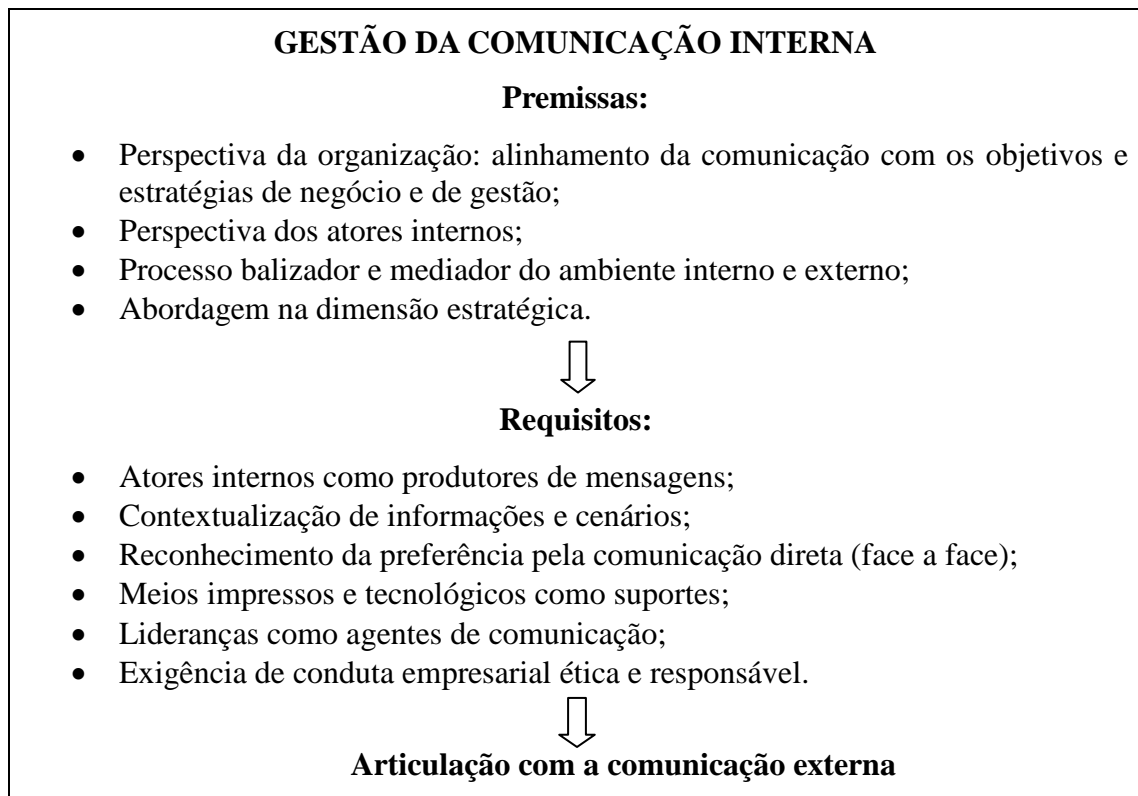 GESTÃO DA COMUNICAÇÃO INTERNA
Premissas:
• Perspectiva da organização: alinhamento da comunicação com os objetivos e
estratégias de negócio e de gestão;
• Perspectiva dos atores internos;
• Processo balizador e mediador do ambiente interno e externo;
• Abordagem na dimensão estratégica.
Requisitos:
• Atores internos como produtores de mensagens;
• Contextualização de informações e cenários;
• Reconhecimento da preferência pela comunicação direta (face a face);
• Meios impressos e tecnológicos como suportes;
• Lideranças como agentes de comunicação;
• Exigência de conduta empresarial ética e responsável.
Articulação com a comunicação externa